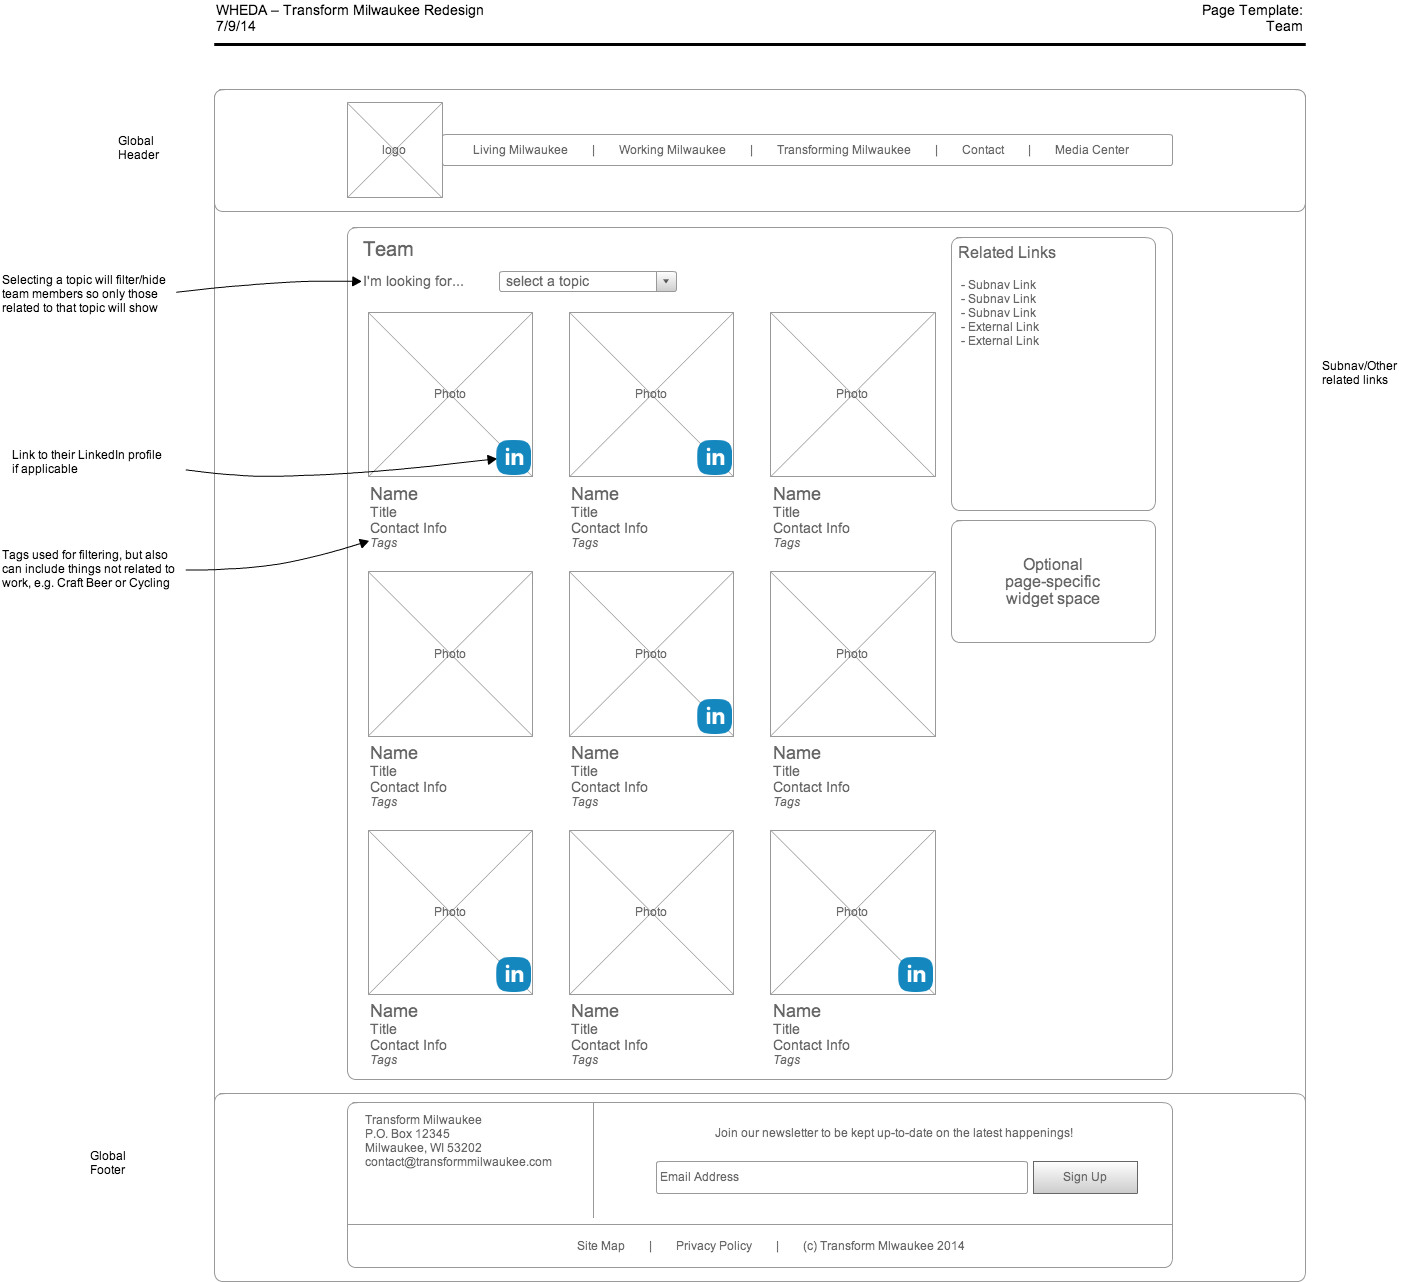 WHEDA – Transform Milwaukee Redesign
7/9/14
Page Template:
Team
Global
Header
logo
Living Milwaukee | Working Milwaukee | Transforming Milwaukee | Contact | Media Center
Team
I'm looking for... select a topic
Selecting a topic will filter/hide
team members so only those
related to that topic will show
Related Links
- Subnav Link
- Subnav Link
- Subnav Link
- External Link
- External Link
Subnav/Other
related links
Photo Photo Photo
in in
Link to their LinkedIn profile
if applicable
Name Name Name
Title Title Title
Contact Info Contact Info Contact Info
Tags Tags Tags
Tags used for filtering, but also
can include things not related to
work, e.g. Craft Beer or Cycling
Optional
page-specific
widget space
Photo Photo Photo
in
Name Name Name
Title Title Title
Contact Info Contact Info Contact Info
Tags Tags Tags
Photo Photo Photo
in in
Name Name Name
Title Title Title
Contact Info Contact Info Contact Info
Tags Tags Tags
Global
Footer
Transform Milwaukee
P.O. Box 12345
Milwaukee, WI 53202
contact@transformmilwaukee.com
Join our newsletter to be kept up-to-date on the latest happenings!
Email Address Sign Up
Site Map | Privacy Policy | (c) Transform Mlwaukee 2014